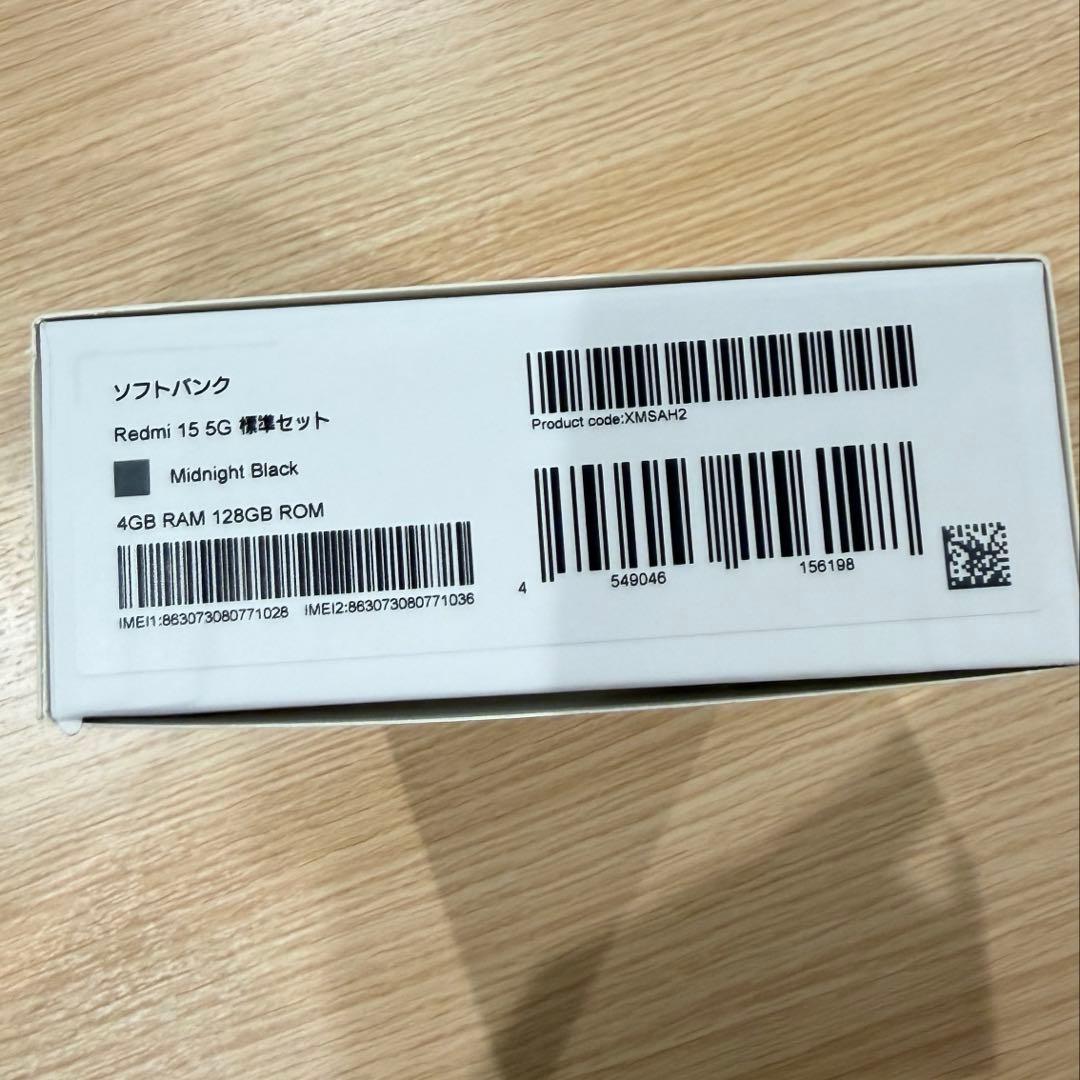 ソフトバンク
Redmi 15 5G 標準セット
Midnight Black
4GB RAM 128GB ROM
IMEI1:863073080771028 IMEI2:863073080771036
Product code:XMSAH2
4 549046 156198